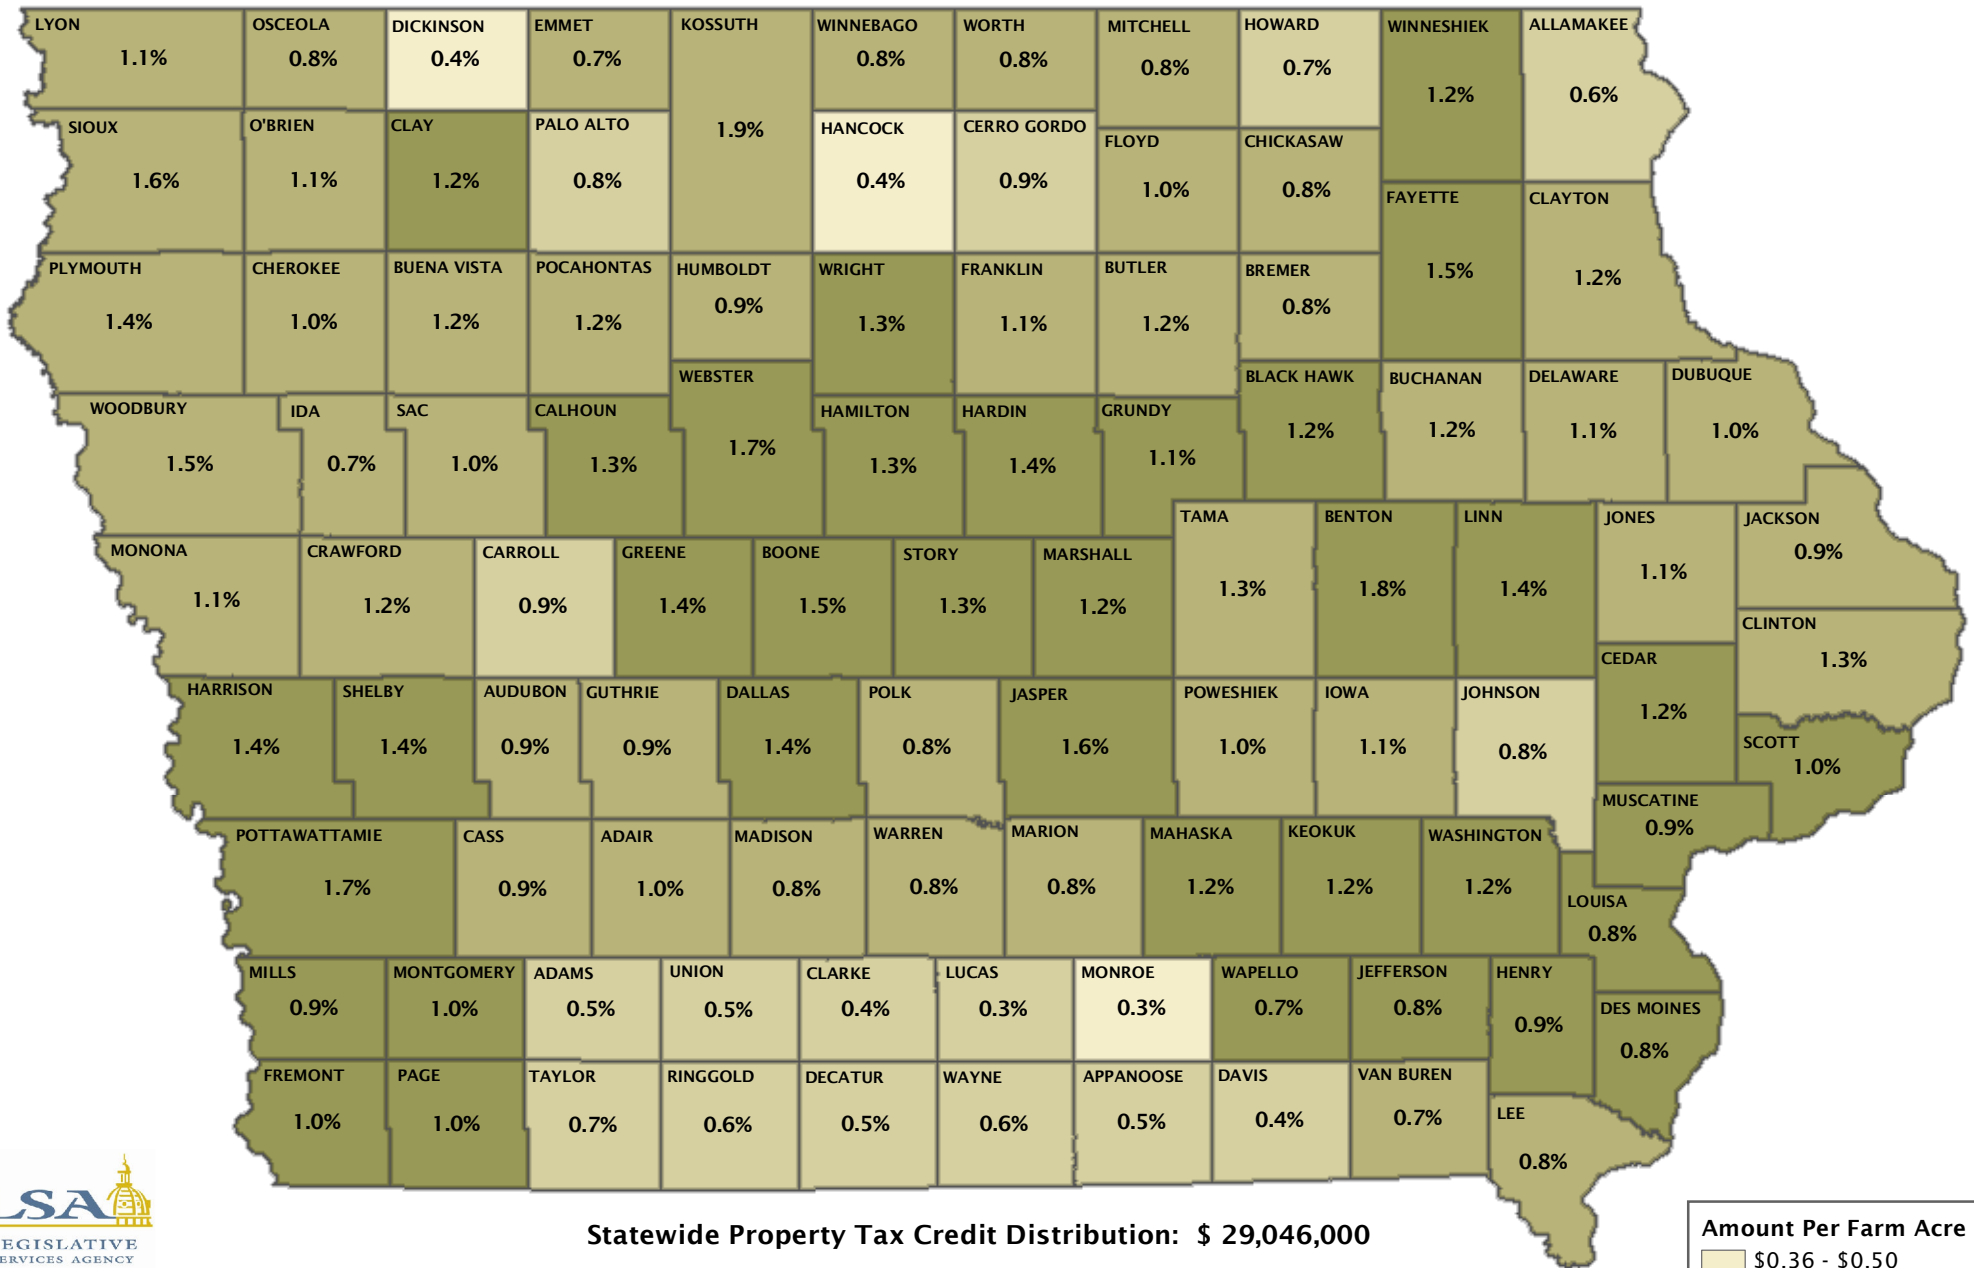 LYON
1.1%
OSCEOLA
0.8%
DICKINSON
0.4%
EMMET
0.7%
KOSSUTH
1.9%
WINNEBAGO
0.8%
WORTH
0.8%
MITCHELL
0.8%
HOWARD
0.7%
WINNESHIEK
1.2%
ALLAMAKEE
0.6%
SIOUX
1.6%
O'BRIEN
1.1%
CLAY
1.2%
PALO ALTO
0.8%
HANCOCK
0.4%
CERRO GORDO
0.9%
FLOYD
1.0%
CHICKASAW
0.8%
FAYETTE
1.5%
CLAYTON
1.2%
PLYMOUTH
1.4%
CHEROKEE
1.0%
BUENA VISTA
1.2%
POCAHONTAS
1.2%
HUMBOLDT
0.9%
WRIGHT
1.3%
FRANKLIN
1.1%
BUTLER
1.2%
BREMER
0.8%
WOODBURY
1.5%
IDA
0.7%
SAC
1.0%
CALHOUN
1.3%
WEBSTER
1.7%
HAMILTON
1.3%
HARDIN
1.4%
GRUNDY
1.1%
BLACK HAWK
1.2%
BUCHANAN
1.2%
DELAWARE
1.1%
DUBUQUE
1.0%
MONONA
1.1%
CRAWFORD
1.2%
CARROLL
0.9%
GREENE
1.4%
BOONE
1.5%
STORY
1.3%
MARSHALL
1.2%
TAMA
1.3%
BENTON
1.8%
LINN
1.4%
JONES
1.1%
JACKSON
0.9%
CLINTON
1.3%
HARRISON
1.4%
SHELBY
1.4%
AUDUBON
0.9%
GUTHRIE
0.9%
DALLAS
1.4%
POLK
0.8%
JASPER
1.6%
POWESHIEK
1.0%
IOWA
1.1%
JOHNSON
0.8%
CEDAR
1.2%
SCOTT
1.0%
MUSCATINE
0.9%
POTTAWATTAMIE
1.7%
CASS
0.9%
ADAIR
1.0%
MADISON
0.8%
WARREN
0.8%
MARION
0.8%
MAHASKA
1.2%
KEOKUK
1.2%
WASHINGTON
1.2%
LOUISA
0.8%
MILLS
0.9%
MONTGOMERY
1.0%
ADAMS
0.5%
UNION
0.5%
CLARKE
0.4%
LUCAS
0.3%
MONROE
0.3%
WAPELLO
0.7%
JEFFERSON
0.8%
HENRY
0.9%
DES MOINES
0.8%
FREMONT
1.0%
PAGE
1.0%
TAYLOR
0.7%
RINGGOLD
0.6%
DECATUR
0.5%
WAYNE
0.6%
APPANOOSE
0.5%
DAVIS
0.4%
VAN BUREN
0.7%
LEE
0.8%
SA
EGISLATIVE
ERVICES AGENCY
Statewide Property Tax Credit Distribution: $ 29,046,000
Amount Per Farm Acre
$0.36 - $0.50